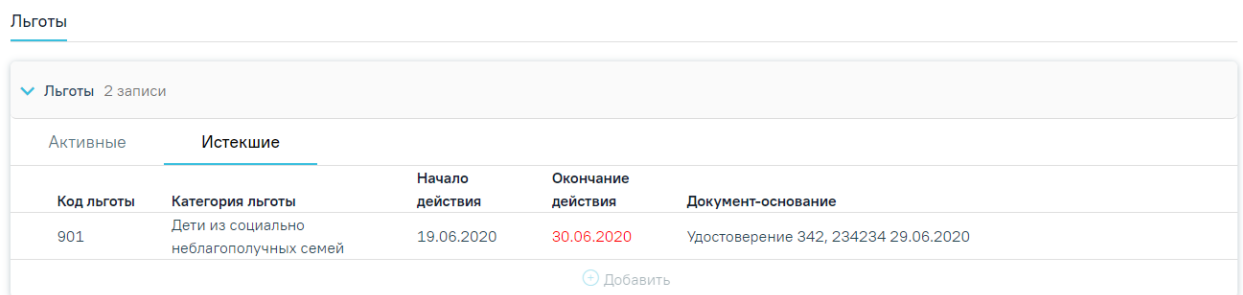 Льготы
Льготы 2 записи
Активные Истекшие
Код льготы Категория льготы Начало действия Окончание действия Документ-основание
901 Дети из социально неблагополучных семей 19.06.2020 30.06.2020 Удостоверение 342, 234234 29.06.2020
Добавить